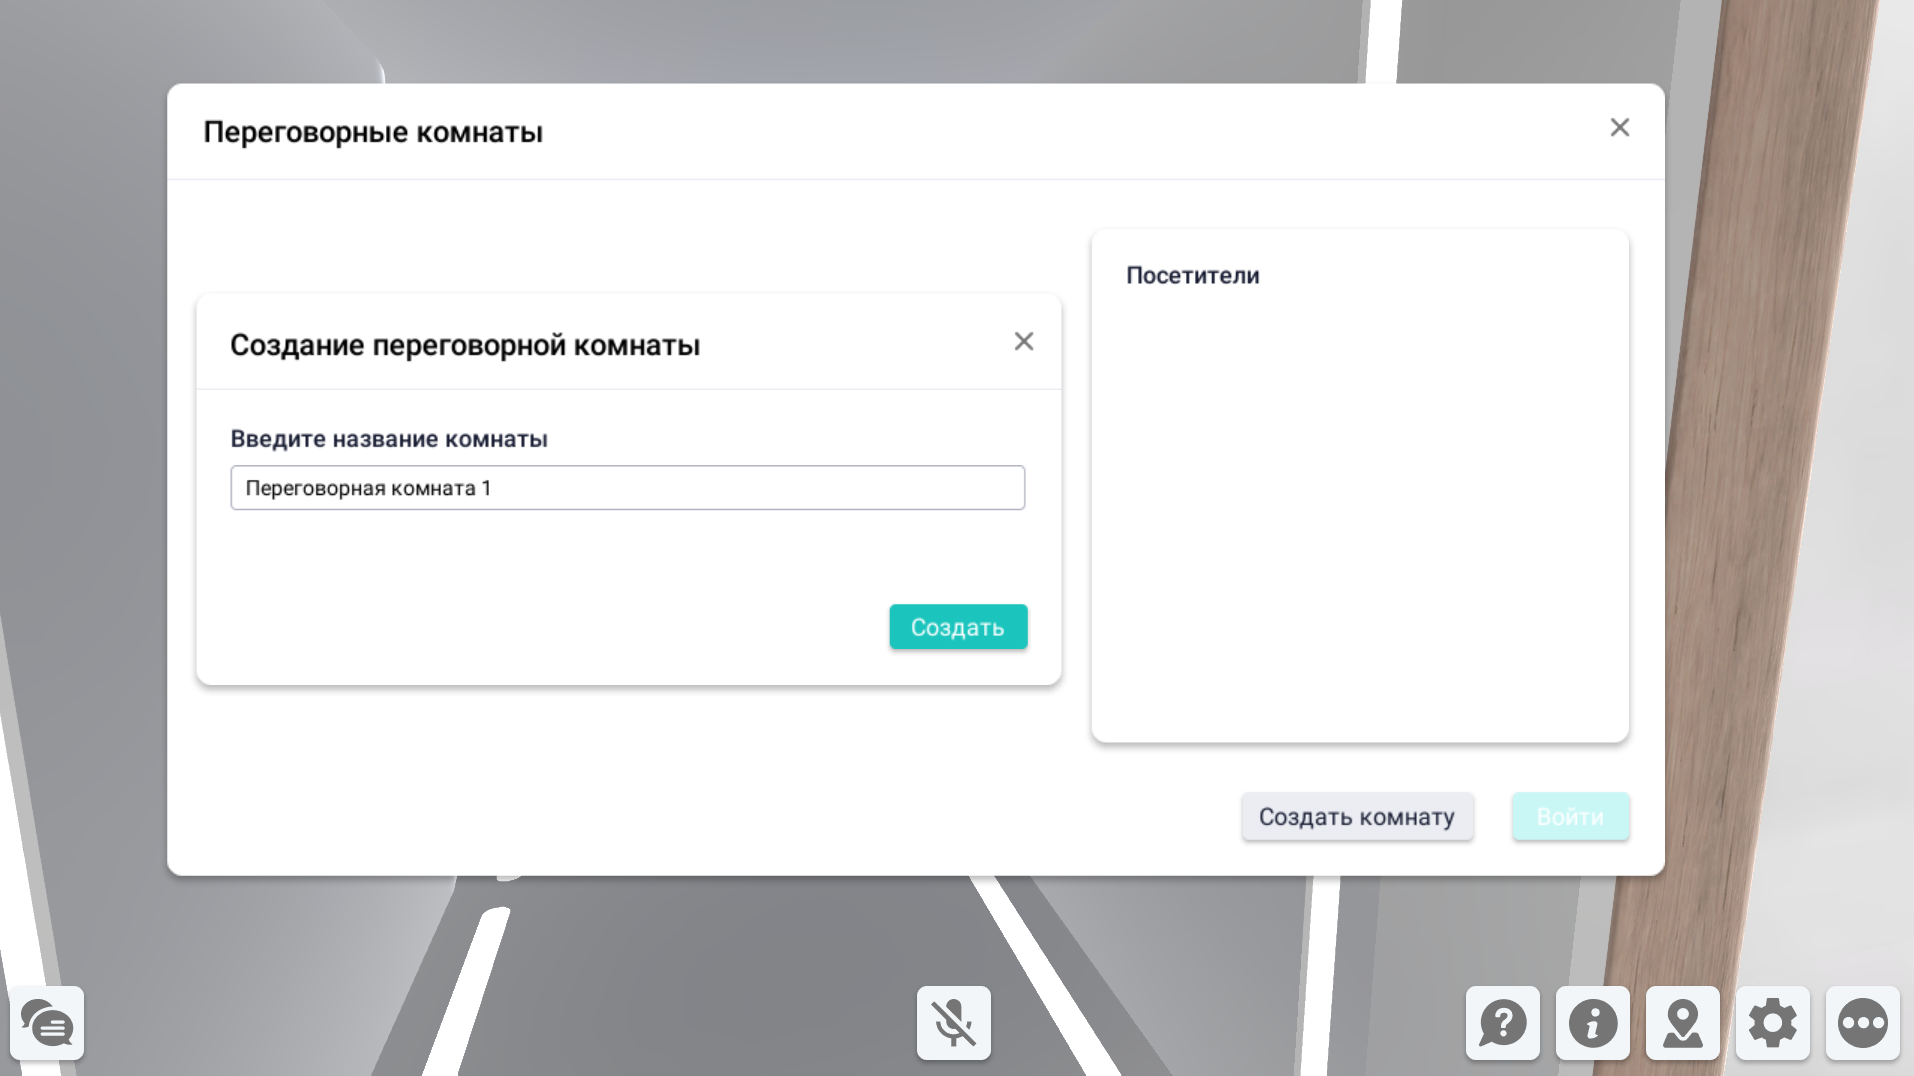 Переговорные комнаты
Посетители
Создание переговорной комнаты
Введите название комнаты
Переговорная комната 1
Создать
Создать комнату
Войти